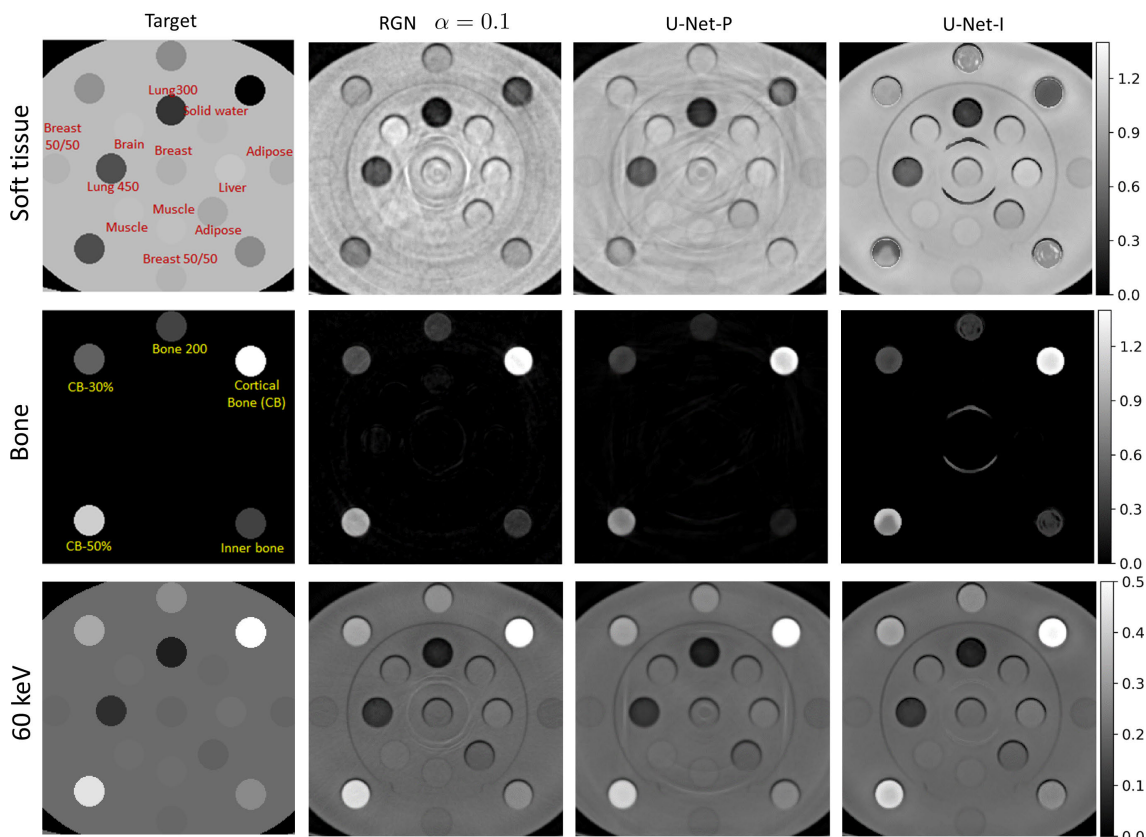 Target
RGN α = 0.1
U-Net-P
U-Net-I
Soft tissue
Lung300
Solid water
Breast
50/50
Brain
Breast
Adipose
Lung 450
Liver
Muscle
Muscle
Adipose
Breast 50/50
1.2
0.9
0.6
0.3
0.0
Bone
Bone 200
CB-30%
Cortical
Bone (CB)
CB-50%
Inner bone
1.2
0.9
0.6
0.3
0.0
60 keV
0.5
0.4
0.3
0.2
0.1
0.0